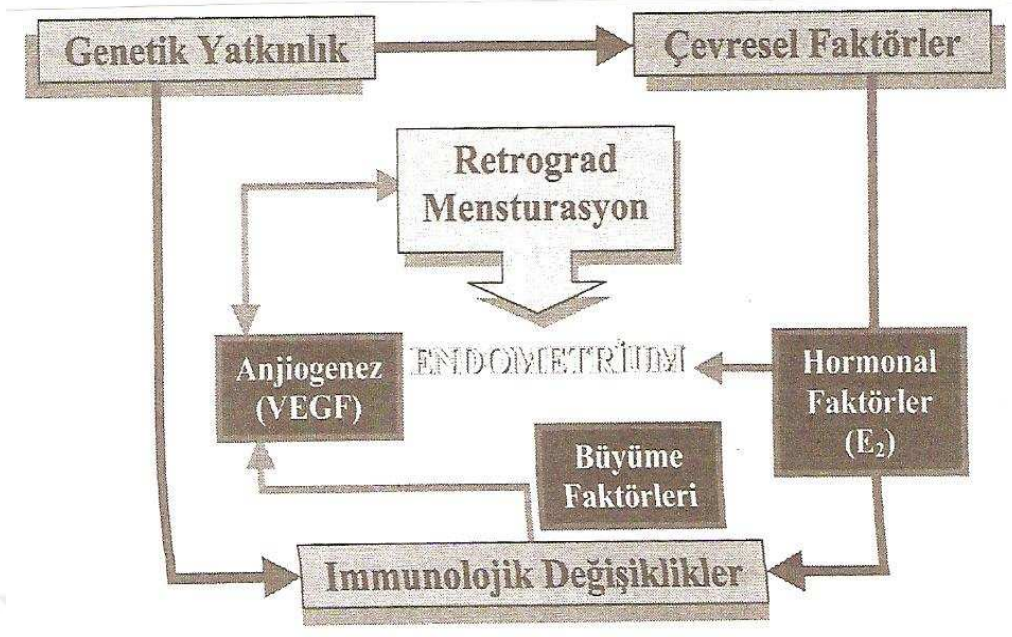 Genetik Yatkınlık
Çevresel Faktörler
Retrograd
Mensturasyon
Anjiogenez
(VEGF)
ENDOMETRİUM
Hormonal
Faktörler
(E₂)
Büyüme
Faktörleri
Immunolojik Değişiklikler